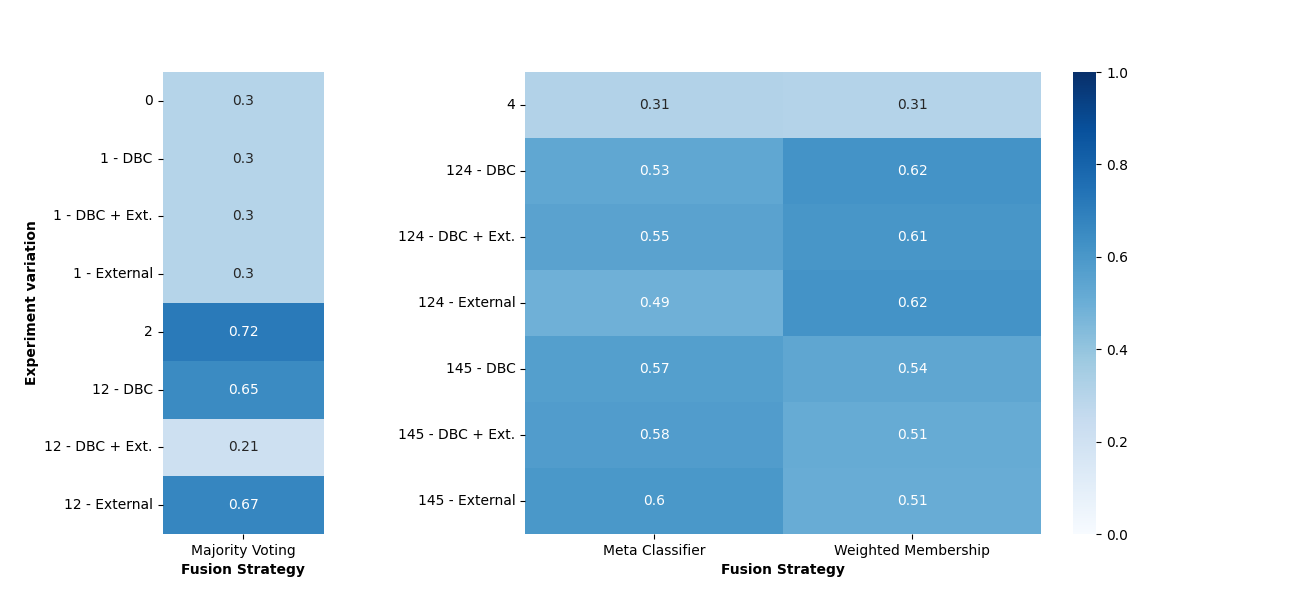 Experiment variation
0 0.3
1 - DBC 0.3
1 - DBC + Ext. 0.3
1 - External 0.3
2 0.72
12 - DBC 0.65
12 - DBC + Ext. 0.21
12 - External 0.67
Majority Voting
Fusion Strategy
4 0.31 0.31
124 - DBC 0.53 0.62
124 - DBC + Ext. 0.55 0.61
124 - External 0.49 0.62
145 - DBC 0.57 0.54
145 - DBC + Ext. 0.58 0.51
145 - External 0.6 0.51
Meta Classifier Weighted Membership
Fusion Strategy
1.0
0.8
0.6
0.4
0.2
0.0